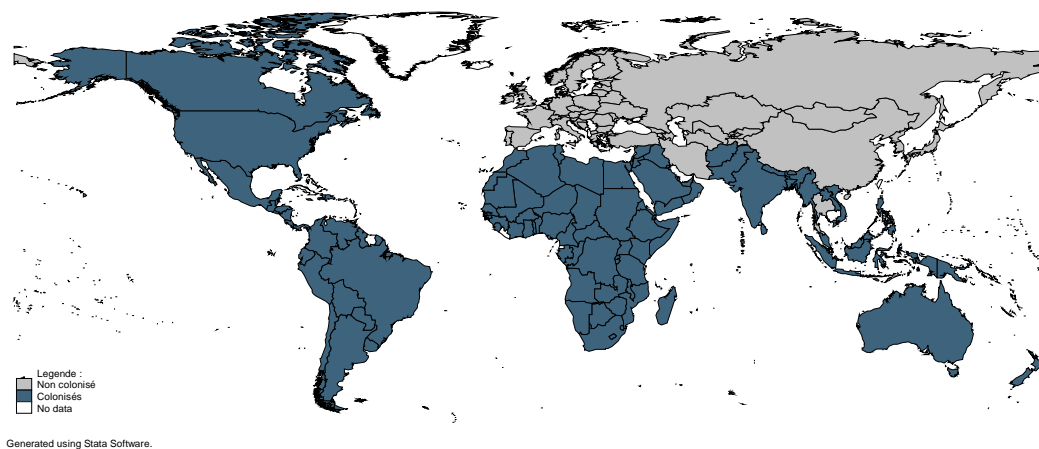 Legende :
Non colonisé
Colonisés
No data
Generated using Stata Software.